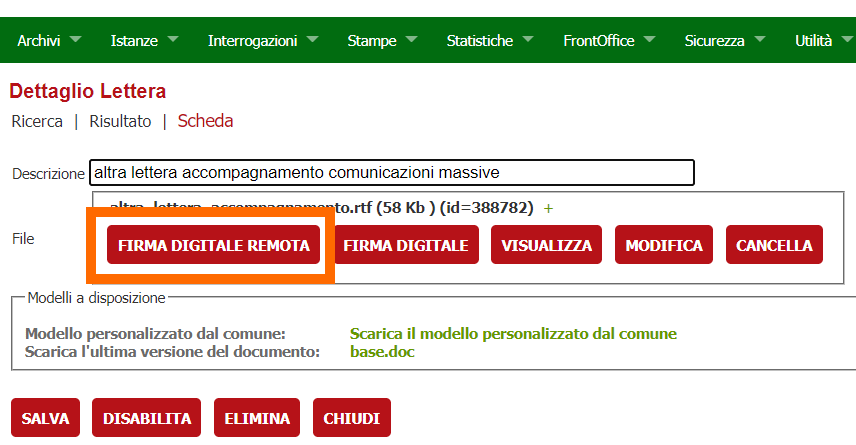 Archivi Istanze Interrogazioni Stampe Statistiche FrontOffice Sicurezza Utilità
Dettaglio Lettera
Ricerca | Risultato | Scheda
Descrizione altra lettera accompagnamento comunicazioni massive
altra_lettera_accompagnamento.rtf (58 Kb ) (id=388782) +
File FIRMA DIGITALE REMOTA FIRMA DIGITALE VISUALIZZA MODIFICA CANCELLA
Modelli a disposizione
Modello personalizzato dal comune: Scarica il modello personalizzato dal comune
Scarica l'ultima versione del documento: base.doc
SALVA DISABILITA ELIMINA CHIUDI